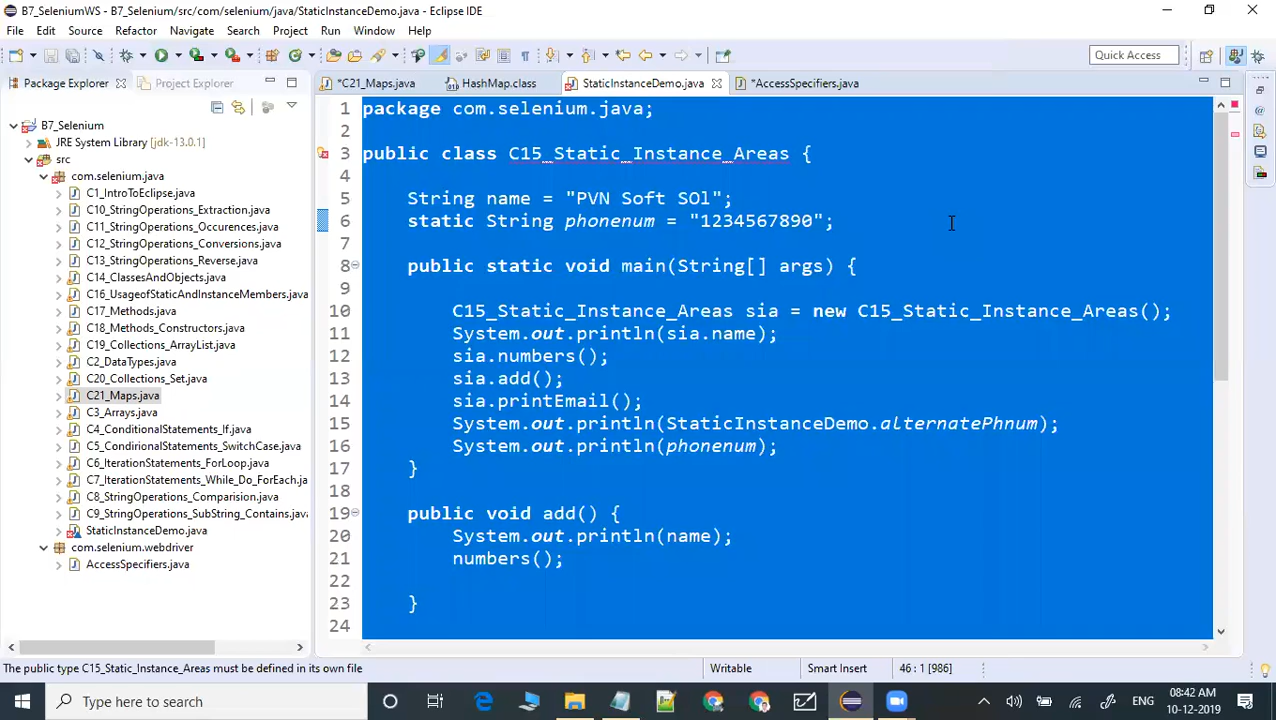 B7_SeleniumWS - B7_Selenium/src/com/selenium/java/StaticInstanceDemo.java - Eclipse IDE
File Edit Source Refactor Navigate Search Project Run Window Help
Quick Access
Package Explorer Project Explorer *C21_Maps.java HashMap.class StaticInstanceDemo.java *AccessSpecifiers.java
B7_Selenium
JRE System Library [jdk-13.0.1]
src
com.selenium.java
C1_IntroToEclipse.java
C10_StringOperations_Extraction.java
C11_StringOperations_Occurences.java
C12_StringOperations_Conversions.java
C13_StringOperations_Reverse.java
C14_ClassesAndObjects.java
C16_UsageofStaticAndInstanceMembers.java
C17_Methods.java
C18_Methods_Constructors.java
C19_Collections_ArrayList.java
C2_DataTypes.java
C20_Collections_Set.java
C21_Maps.java
C3_Arrays.java
C4_ConditionalStatements_If.java
C5_ConditionalStatements_SwitchCase.java
C6_IterationStatements_ForLoop.java
C7_IterationStatements_While_Do_ForEach.ja
C8_StringOperations_Comparision.java
C9_StringOperations_SubString_Contains.java
StaticInstanceDemo.java
com.selenium.webdriver
AccessSpecifiers.java
1 package com.selenium.java;
2
3 public class C15_Static_Instance_Areas {
4
5 String name = "PVN Soft SOl";
6 static String phonenum = "1234567890";
7
8 public static void main(String[] args) {
9
10 C15_Static_Instance_Areas sia = new C15_Static_Instance_Areas();
11 System.out.println(sia.name);
12 sia.numbers();
13 sia.add();
14 sia.printEmail();
15 System.out.println(StaticInstanceDemo.alternatePhnum);
16 System.out.println(phonenum);
17 }
18
19 public void add() {
20 System.out.println(name);
21 numbers();
22
23 }
24
The public type C15_Static_Instance_Areas must be defined in its own file Writable Smart Insert 46 : 1 [986]
Type here to search ENG 08:42 AM
10-12-2019